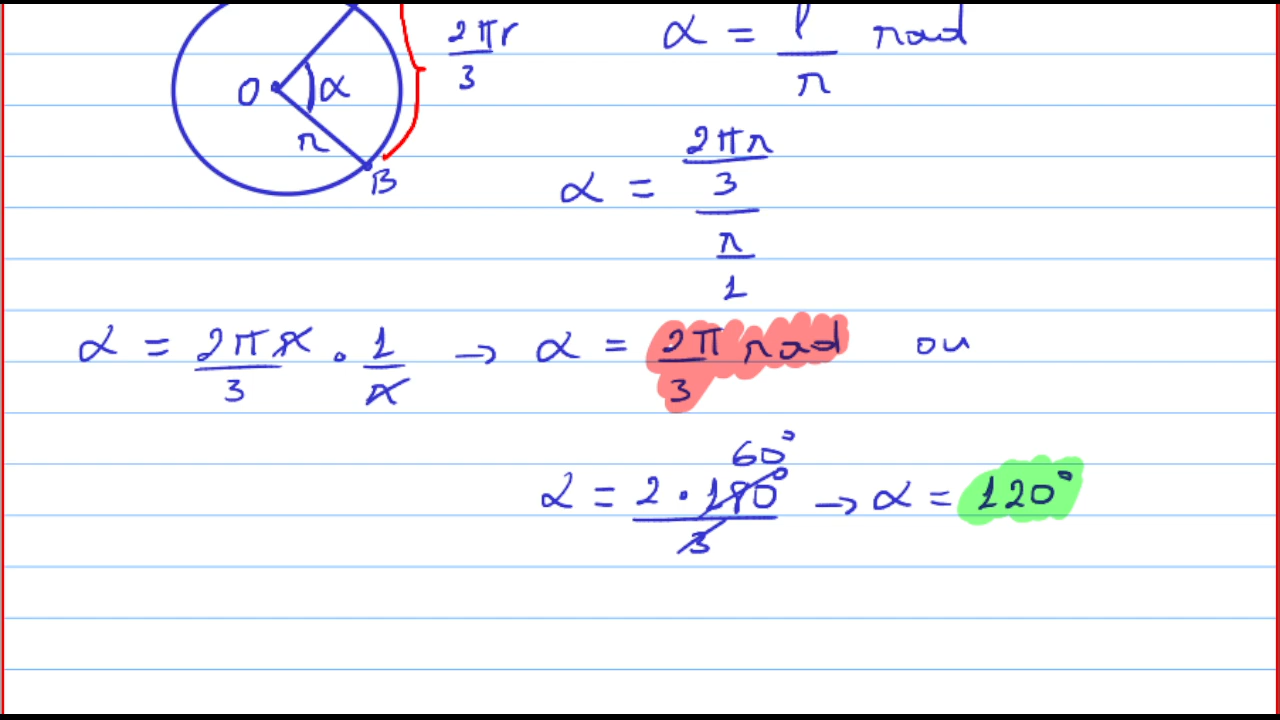 2πr/3
α = l/r rad
O α
r
B
α = (2πr/3)/(r/1)
α = 2πr/3 · 1/r → α = 2π/3 rad ou
60°
α = 2 · 180°/3 → α = 120°